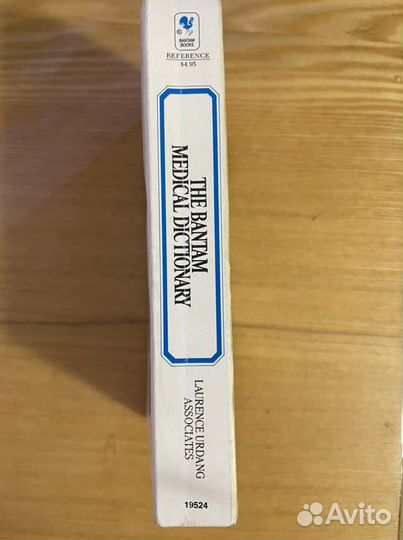 ©
BANTAM
BOOKS
REFERENCE
$4.95
THE BANTAM
MEDICAL DICTIONARY
LAURENCE URDANG
ASSOCIATES
19524
Avito